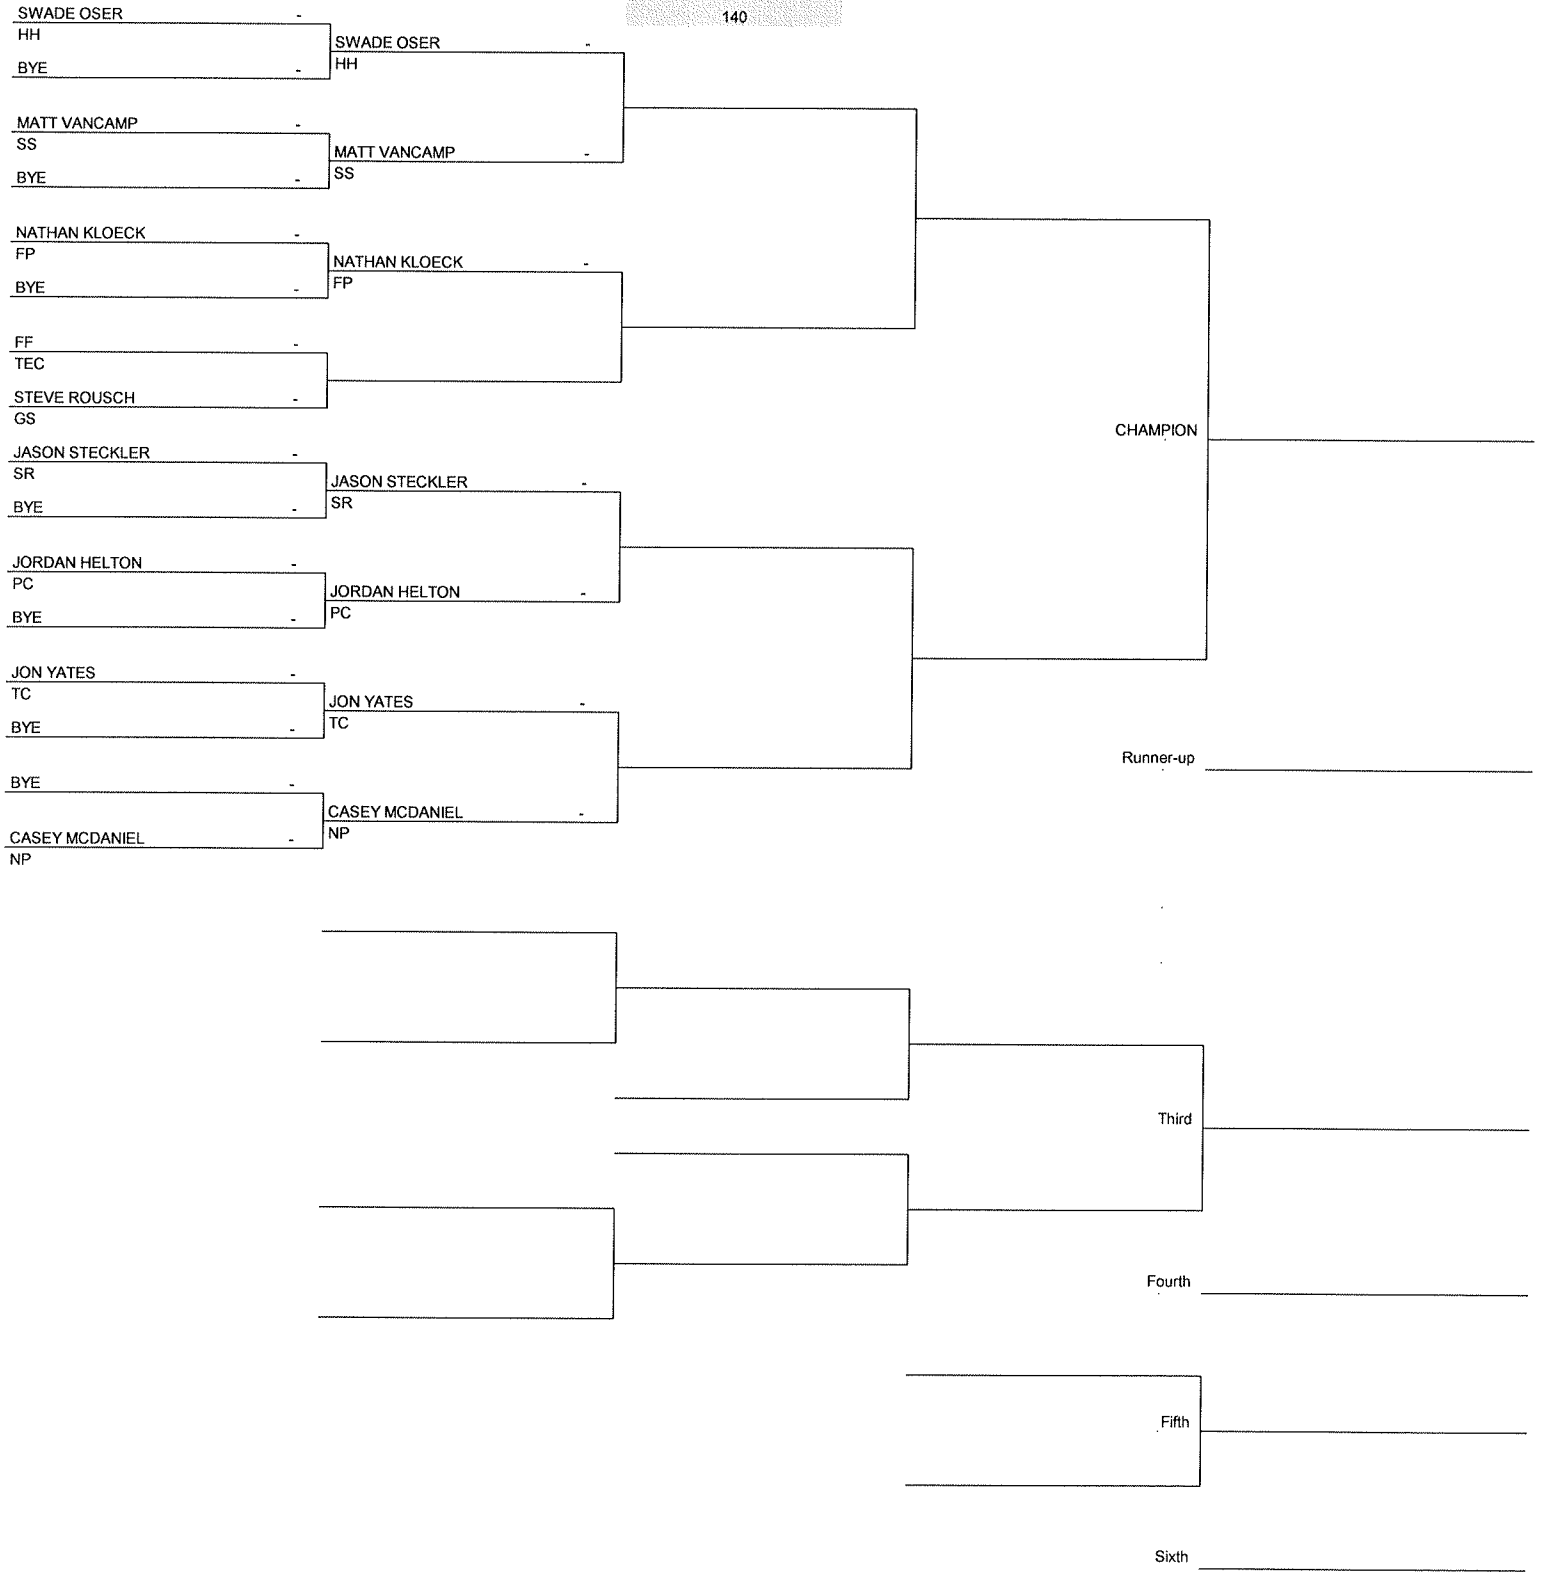 140
SWADE OSER -
HH
BYE -
MATT VANCAMP -
SS
BYE -
NATHAN KLOECK -
FP
BYE -
FF -
TEC
STEVE ROUSCH -
GS
JASON STECKLER -
SR
BYE -
JORDAN HELTON -
PC
BYE -
JON YATES -
TC
BYE -
BYE -
CASEY MCDANIEL -
NP
SWADE OSER -
HH
MATT VANCAMP -
SS
NATHAN KLOECK -
FP
JASON STECKLER -
SR
JORDAN HELTON -
PC
JON YATES -
TC
CASEY MCDANIEL -
NP
CHAMPION
Runner-up
Third
Fourth
Fifth
Sixth